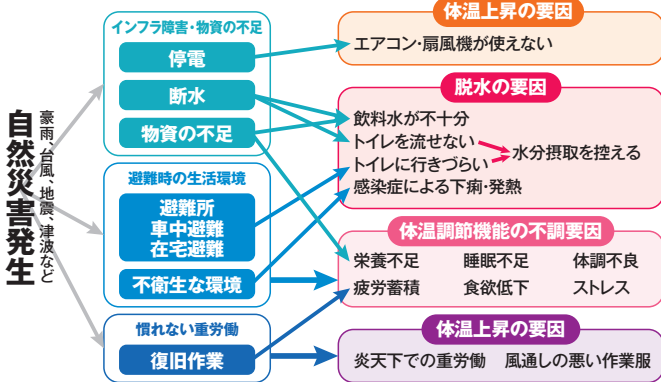 自然災害発生
豪雨、台風、地震、津波など
インフラ障害・物資の不足
停電
断水
物資の不足
避難時の生活環境
避難所
車中避難
在宅避難
不衛生な環境
慣れない重労働
復旧作業
体温上昇の要因
エアコン・扇風機が使えない
脱水の要因
飲料水が不十分
トイレを流せない
トイレに行きづらい
水分摂取を控える
感染症による下痢・発熱
体温調節機能の不調要因
栄養不足 睡眠不足 体調不良
疲労蓄積 食欲低下 ストレス
体温上昇の要因
炎天下での重労働 風通しの悪い作業服